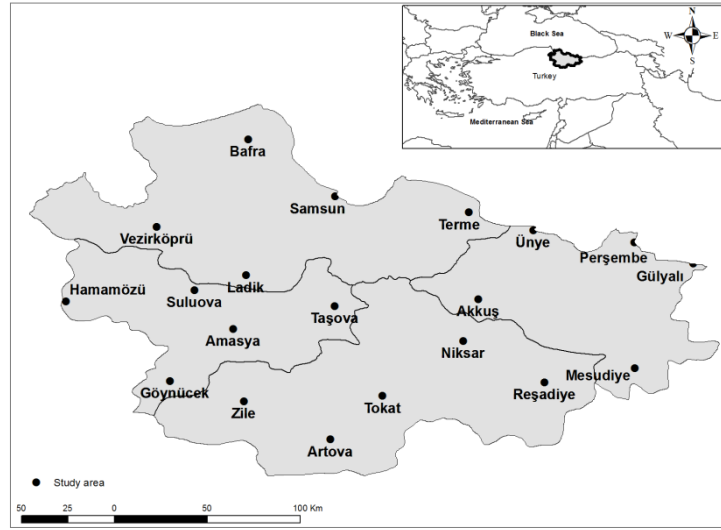 N
W E
S
Black Sea
Turkey
Mediterranean Sea
Bafra
Samsun
Terme
Vezirköprü
Ünye
Perşembe
Gülyalı
Ladik
Hamamözü
Suluova
Taşova
Akkuş
Amasya
Niksar
Mesudiye
Göynücek
Reşadiye
Zile
Tokat
Artova
Study area
50 25 0 50 100 Km